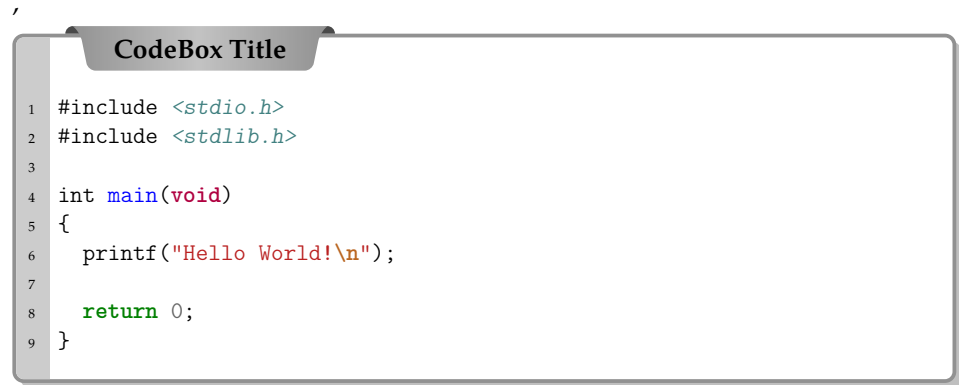 ,
CodeBox Title
1 #include <stdio.h>
2 #include <stdlib.h>
3
4 int main(void)
5 {
6   printf("Hello World!\n");
7
8   return 0;
9 }